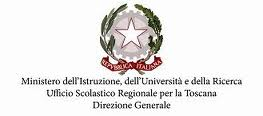 REPVBBLICA ITALIANA
Ministero dell'Istruzione, dell'Università e della Ricerca
Ufficio Scolastico Regionale per la Toscana
Direzione Generale